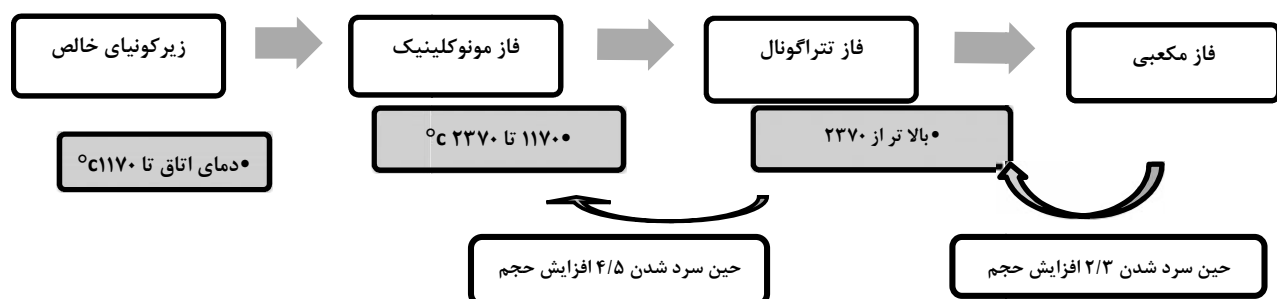 زیرکونیای خالص
فاز مونوکلینیک
فاز تتراگونال
فاز مکعبی
•دمای اتاق تا ۱۱۷۰c°
•۱۱۷۰ تا ۲۳۷۰ c°
•بالا تر از ۲۳۷۰
حین سرد شدن ۴/۵ افزایش حجم
حین سرد شدن ۲/۳ افزایش حجم